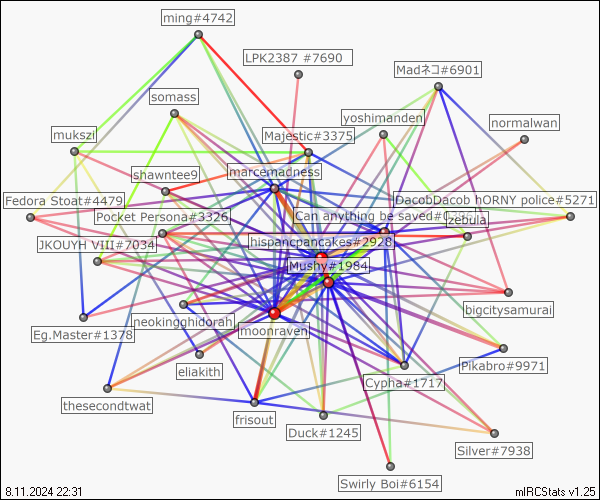 ming#4742
LPK2387 #7690
Madネコ#6901
somass
yoshimanden
normalwan
mukszi
Majestic#3375
shawntee9
marcemadness
Fedora Stoat#4479
DacobDacob hORNY police#5271
Pocket Persona#3326
Can anything be saved
zebula
JKOUYH VIII#7034
hispancpancakes#2928
Mushy#1984
bigcitysamurai
neokingghidorah
Eg.Master#1378
moonraven
Pikabro#9971
eliakith
Cypha#1717
thesecondtwat
frisout
Duck#1245
Silver#7938
Swirly Boi#6154
8.11.2024 22:31
mIRCStats v1.25